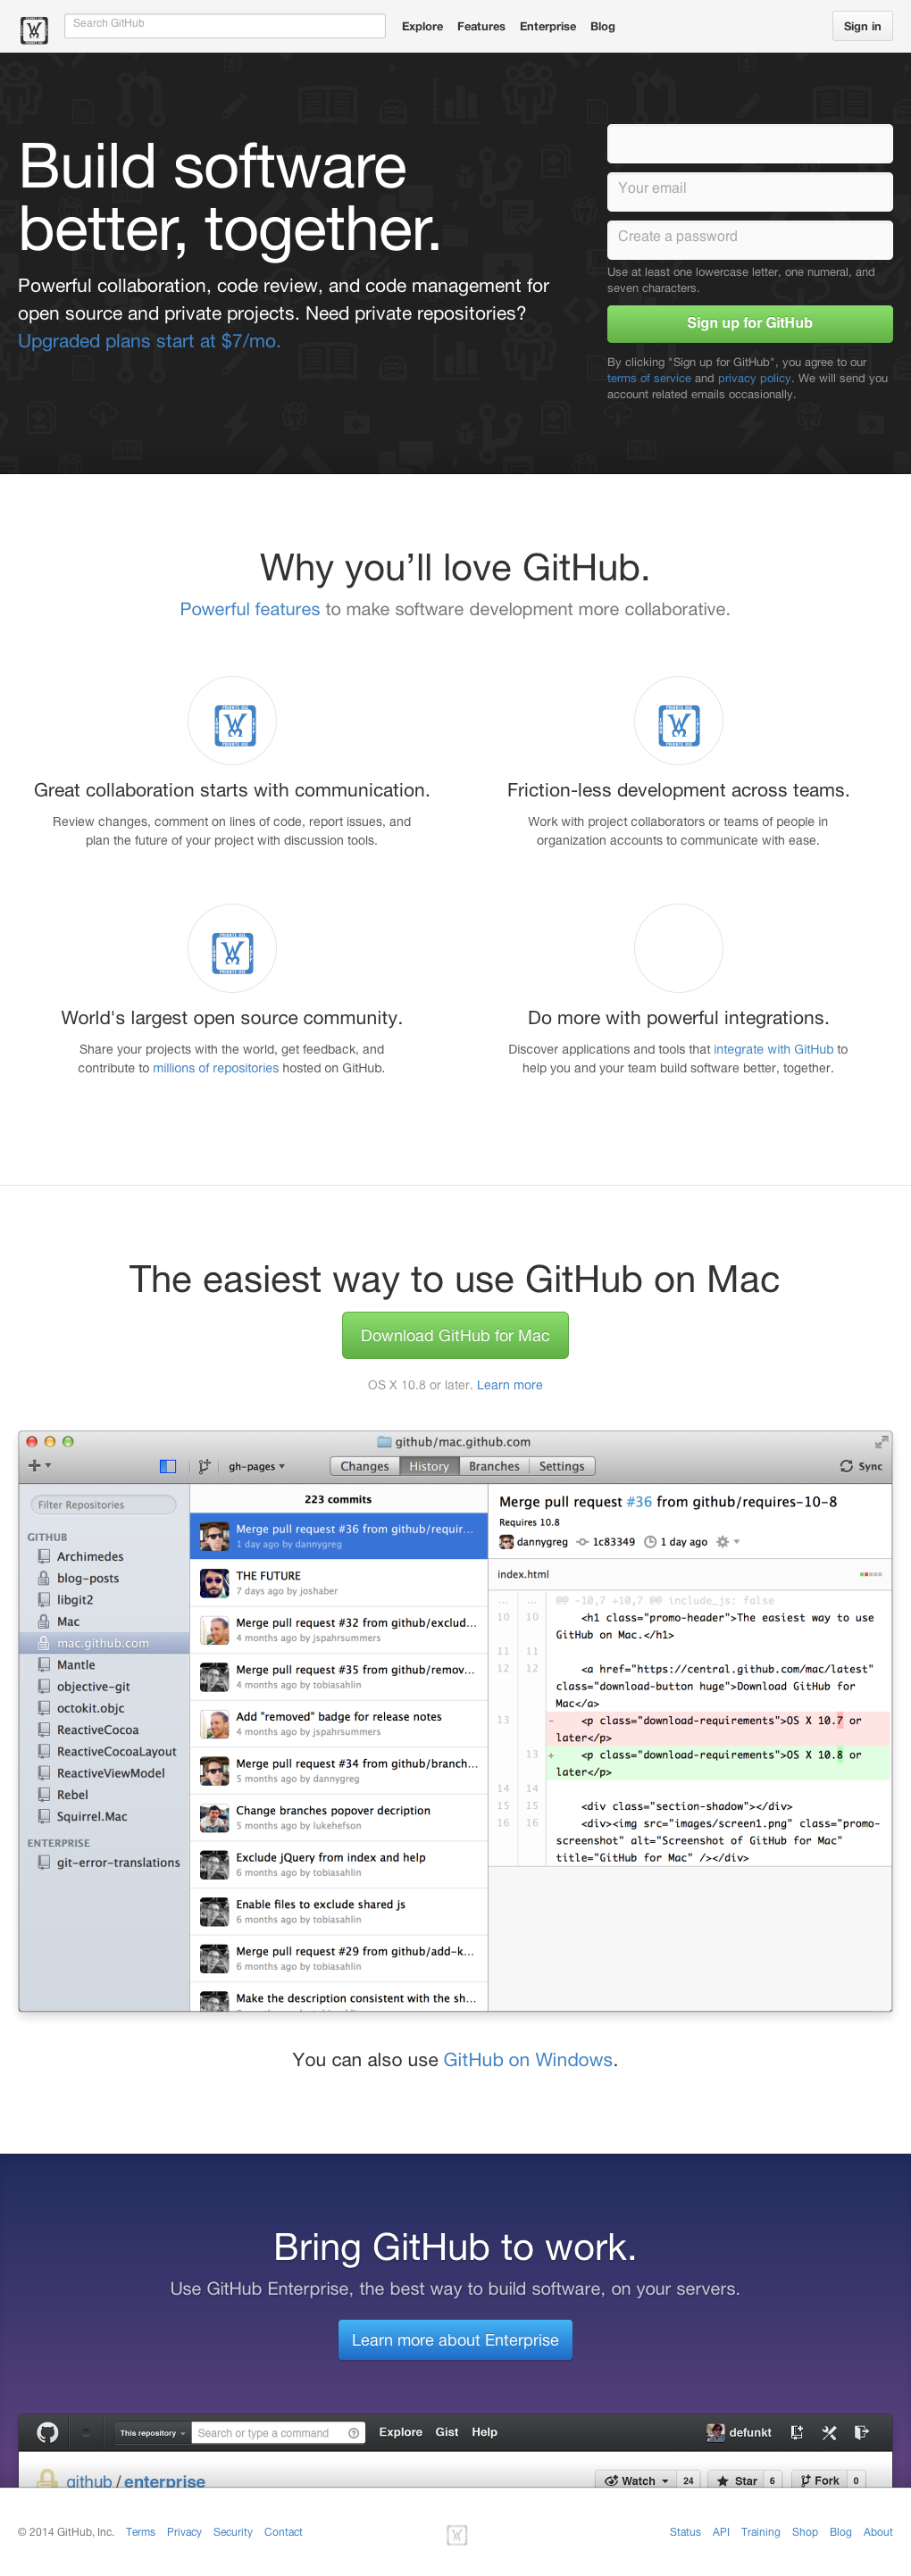 Search GitHub
Explore Features Enterprise Blog
Sign in
Build software
better, together.
Powerful collaboration, code review, and code management for
open source and private projects. Need private repositories?
Upgraded plans start at $7/mo.
Your email
Create a password
Use at least one lowercase letter, one numeral, and
seven characters.
Sign up for GitHub
By clicking "Sign up for GitHub", you agree to our
terms of service and privacy policy. We will send you
account related emails occasionally.
Why you’ll love GitHub.
Powerful features to make software development more collaborative.
Great collaboration starts with communication.
Review changes, comment on lines of code, report issues, and
plan the future of your project with discussion tools.
Friction-less development across teams.
Work with project collaborators or teams of people in
organization accounts to communicate with ease.
World's largest open source community.
Share your projects with the world, get feedback, and
contribute to millions of repositories hosted on GitHub.
Do more with powerful integrations.
Discover applications and tools that integrate with GitHub to
help you and your team build software better, together.
The easiest way to use GitHub on Mac
Download GitHub for Mac
OS X 10.8 or later. Learn more
github/mac.github.com
gh-pages
Changes History Branches Settings
Sync
Filter Repositories
GITHUB
Archimedes
blog-posts
libgit2
Mac
mac.github.com
Mantle
objective-git
octokit.objc
ReactiveCocoa
ReactiveCocoaLayout
ReactiveViewModel
Rebel
Squirrel.Mac
ENTERPRISE
git-error-translations
223 commits
Merge pull request #36 from github/requir...
1 day ago by dannygreg
THE FUTURE
7 days ago by joshaber
Merge pull request #32 from github/exclud...
4 months ago by jspahrsummers
Merge pull request #35 from github/remov...
4 months ago by tobiasahlin
Add "removed" badge for release notes
4 months ago by jspahrsummers
Merge pull request #34 from github/branch...
5 months ago by dannygreg
Change branches popover decription
5 months ago by lukehefson
Exclude jQuery from index and help
6 months ago by tobiasahlin
Enable files to exclude shared js
6 months ago by tobiasahlin
Merge pull request #29 from github/add-k...
6 months ago by tobiasahlin
Make the description consistent with the sh...
Merge pull request #36 from github/requires-10-8
Requires 10.8
dannygreg 1c83349 1 day ago
index.html
... ... @@ -10,7 +10,7 @@ include_js: false
10 10 <h1 class="promo-header">The easiest way to use
GitHub on Mac.</h1>
11 11
12 12 <a href="https://central.github.com/mac/latest"
class="download-button huge">Download GitHub for
Mac</a>
13 - <p class="download-requirements">OS X 10.7 or
later</p>
13 + <p class="download-requirements">OS X 10.8 or
later</p>
14 14
15 15 <div class="section-shadow"></div>
16 16 <div><img src="images/screen1.png" class="promo-
screenshot" alt="Screenshot of GitHub for Mac"
title="GitHub for Mac" /></div>
You can also use GitHub on Windows.
Bring GitHub to work.
Use GitHub Enterprise, the best way to build software, on your servers.
Learn more about Enterprise
This repository
Search or type a command
Explore Gist Help
defunkt
github / enterprise
Watch 24 Star 6 Fork 0
© 2014 GitHub, Inc. Terms Privacy Security Contact
Status API Training Shop Blog About